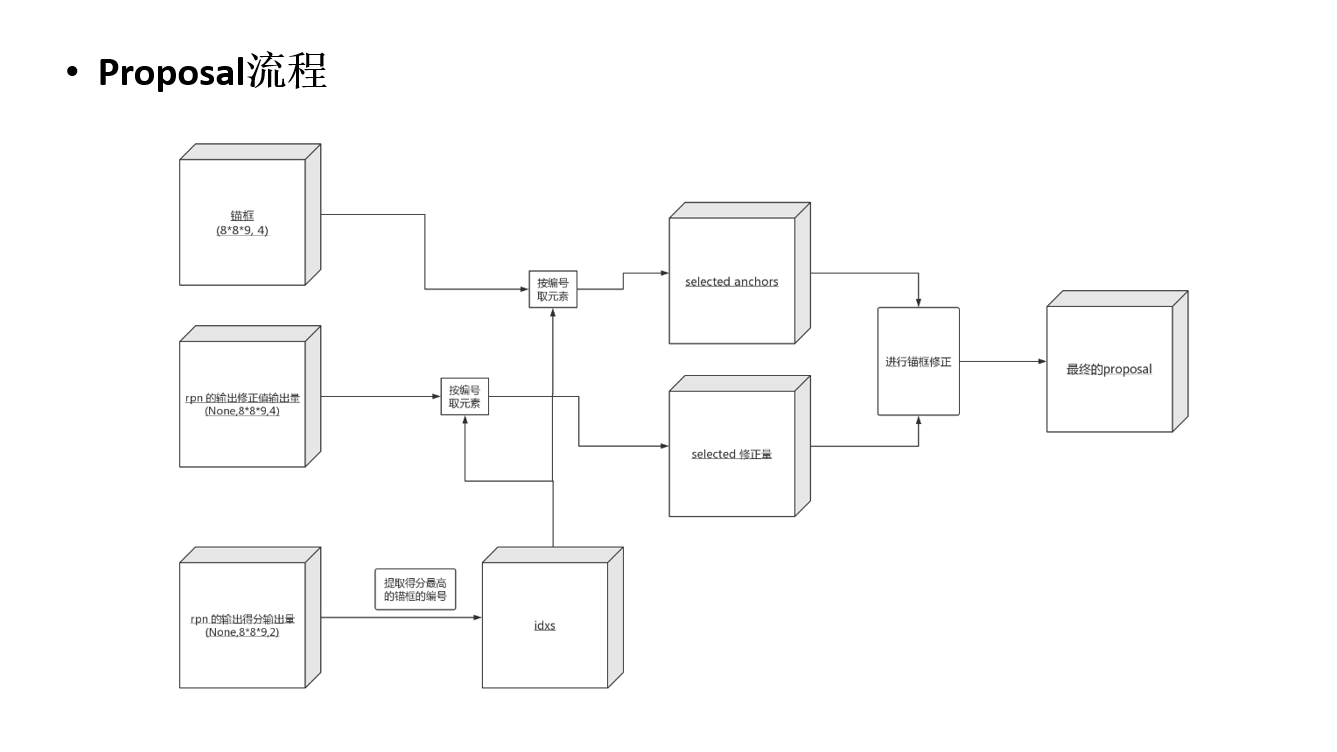 • Proposal流程
锚框
(8*8*9, 4)
按编号
取元素
selected anchors
进行锚框修正
最终的proposal
rpn 的输出修正值输出量
(None,8*8*9,4)
按编号
取元素
selected 修正量
提取得分最高
的锚框的编号
rpn 的输出得分输出量
(None,8*8*9,2)
idxs